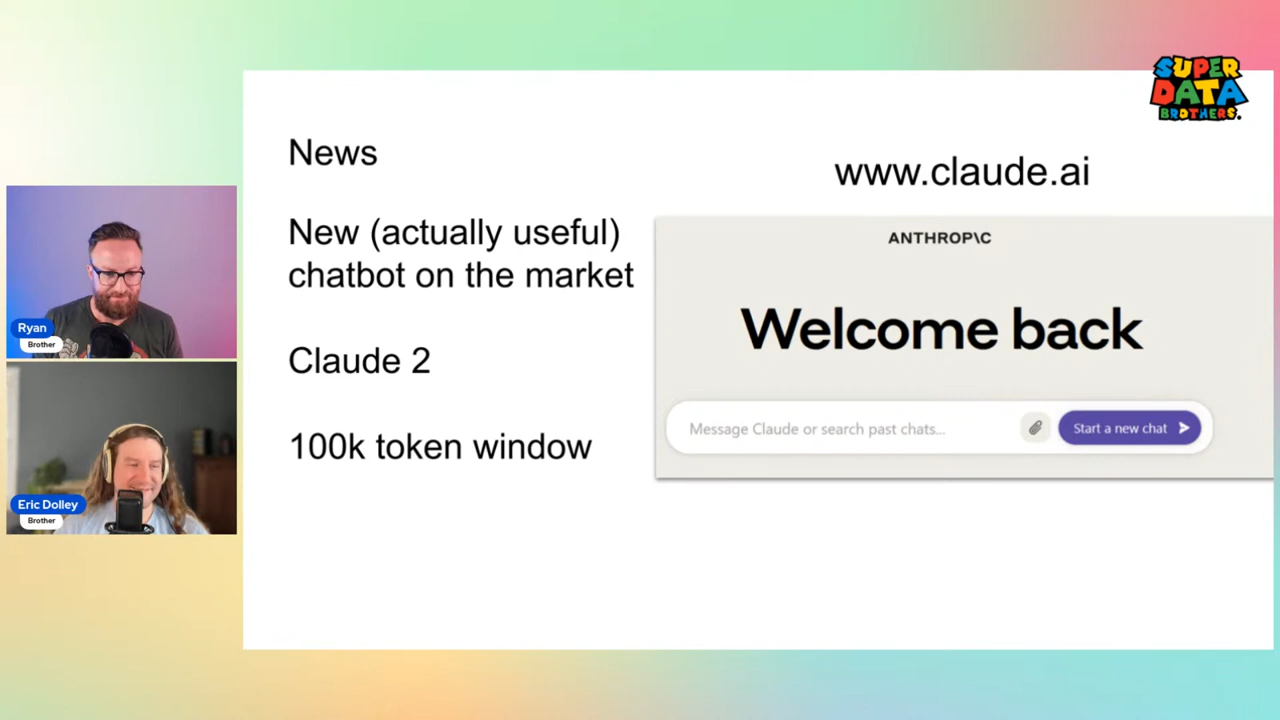 SUPER
DATA
BROTHERS.
News
www.claude.ai
New (actually useful)
chatbot on the market
ANTHROP\C
Welcome back
Claude 2
Message Claude or search past chats...
Start a new chat
100k token window
Ryan
Brother
Eric Dolley
Brother